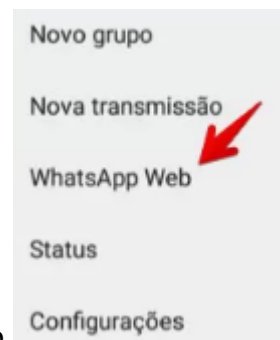 Novo grupo
Nova transmissão
WhatsApp Web
Status
Configurações